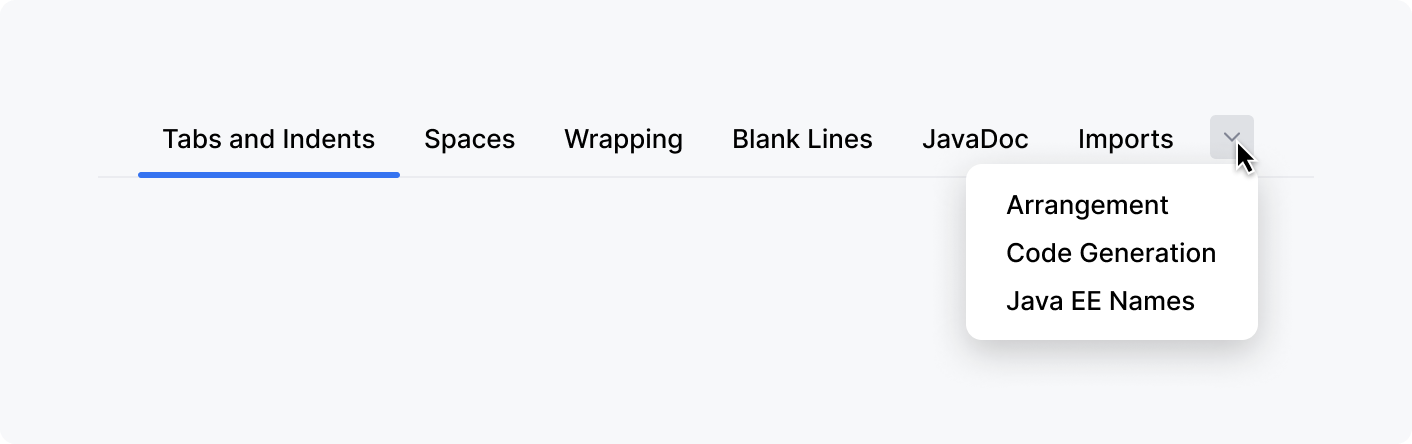 Tabs and Indents Spaces Wrapping Blank Lines JavaDoc Imports
Arrangement
Code Generation
Java EE Names